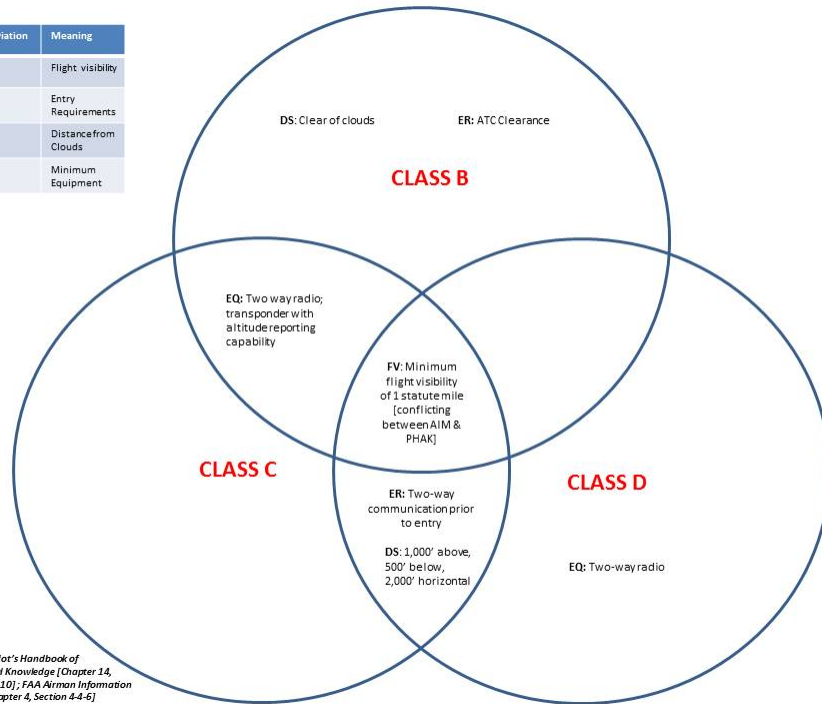 Meaning
Flight visibility
Entry
Requirements
Distance from
Clouds
Minimum
Equipment
DS: Clear of clouds
ER: ATC Clearance
CLASS B
EQ: Two way radio;
transponder with
altitude reporting
capability
FV: Minimum
flight visibility
of 1 statute mile
[conflicting
between AIM &
PHAK]
CLASS C
CLASS D
ER: Two-way
communication prior
to entry
DS: 1,000’ above,
500’ below,
2,000’ horizontal
EQ: Two-way radio
ot’s Handbook of
Knowledge [Chapter 14,
10] ; FAA Airman Information
apter 4, Section 4-4-6]